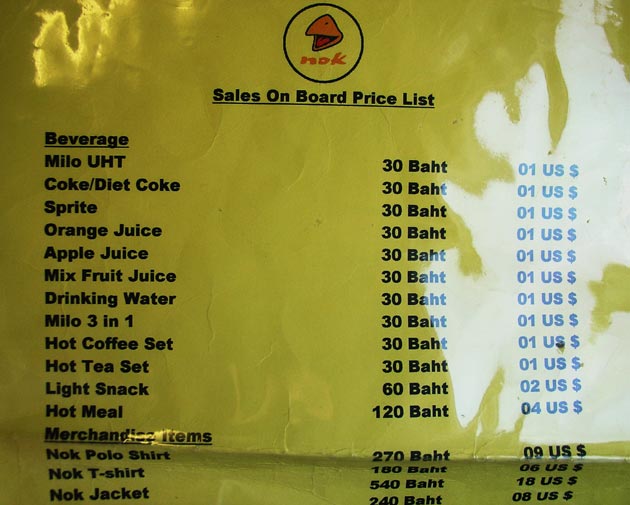 nok
Sales On Board Price List
Beverage
Milo UHT 30 Baht 01 US $
Coke/Diet Coke 30 Baht 01 US $
Sprite 30 Baht 01 US $
Orange Juice 30 Baht 01 US $
Apple Juice 30 Baht 01 US $
Mix Fruit Juice 30 Baht 01 US $
Drinking Water 30 Baht 01 US $
Milo 3 in 1 30 Baht 01 US $
Hot Coffee Set 30 Baht 01 US $
Hot Tea Set 30 Baht 01 US $
Light Snack 60 Baht 02 US $
Hot Meal 120 Baht 04 US $
Merchandise Items
Nok Polo Shirt 270 Baht 09 US $
Nok T-shirt 180 Baht 06 US $
Nok Jacket 540 Baht 18 US $
240 Baht 08 US $